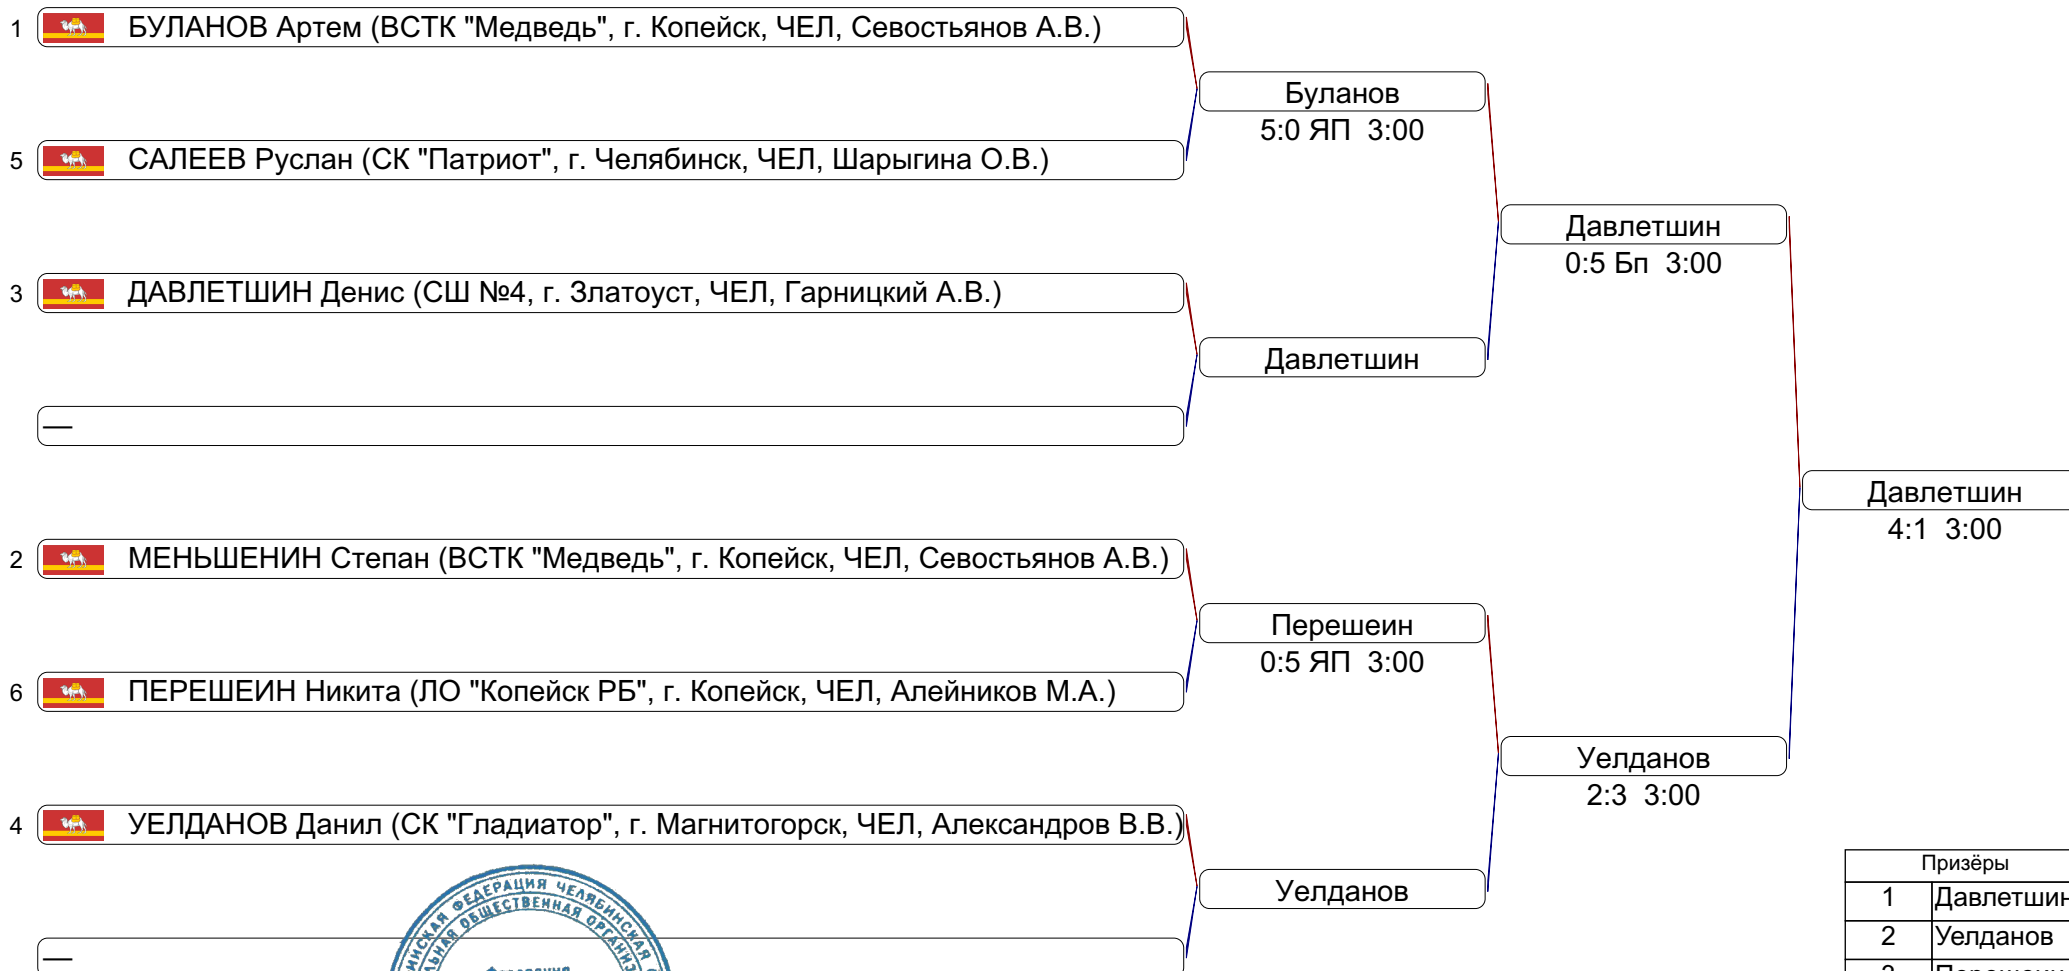 1 БУЛАНОВ Артем (ВСТК "Медведь", г. Копейск, ЧЕЛ, Севостьянов А.В.)
Буланов
5:0 ЯП 3:00
5 САЛЕЕВ Руслан (СК "Патриот", г. Челябинск, ЧЕЛ, Шарыгина О.В.)
Давлетшин
0:5 Бп 3:00
3 ДАВЛЕТШИН Денис (СШ №4, г. Златоуст, ЧЕЛ, Гарницкий А.В.)
Давлетшин
—
Давлетшин
4:1 3:00
2 МЕНЬШЕНИН Степан (ВСТК "Медведь", г. Копейск, ЧЕЛ, Севостьянов А.В.)
Перешеин
0:5 ЯП 3:00
6 ПЕРЕШЕИН Никита (ЛО "Копейск РБ", г. Копейск, ЧЕЛ, Алейников М.А.)
Уелданов
2:3 3:00
4 УЕЛДАНОВ Данил (СК "Гладиатор", г. Магнитогорск, ЧЕЛ, Александров В.В.)
Уелданов
—
ФЕДЕРАЦИЯ
ОБЩЕСТВЕННАЯ
Призёры
1 Давлетшин
2 Уелданов